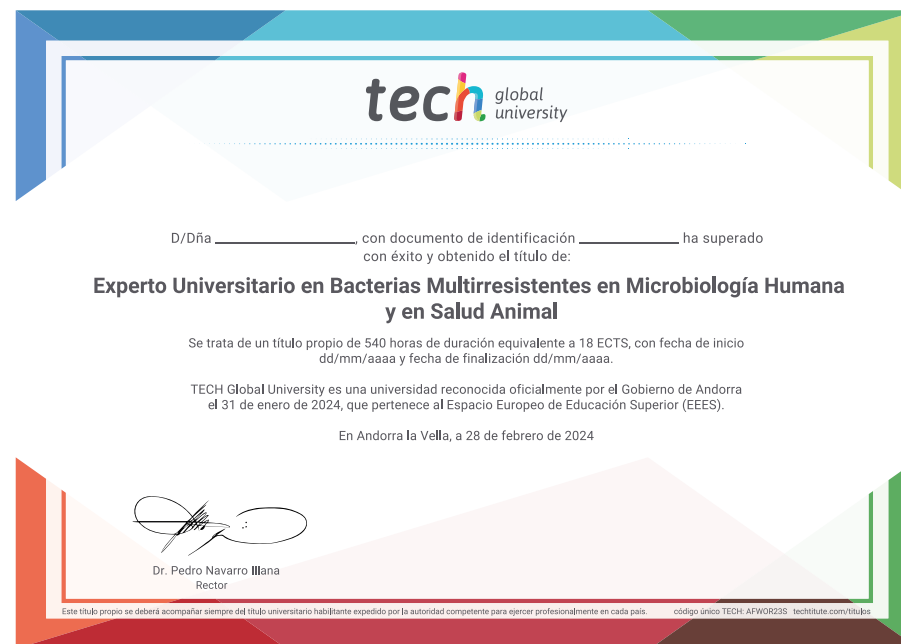 tech global university
D/Dña ____________, con documento de identificación ____________ ha superado
con éxito y obtenido el título de:
Experto Universitario en Bacterias Multirresistentes en Microbiología Humana
y en Salud Animal
Se trata de un título propio de 540 horas de duración equivalente a 18 ECTS, con fecha de inicio
dd/mm/aaaa y fecha de finalización dd/mm/aaaa.
TECH Global University es una universidad reconocida oficialmente por el Gobierno de Andorra
el 31 de enero de 2024, que pertenece al Espacio Europeo de Educación Superior (EEES).
En Andorra la Vella, a 28 de febrero de 2024
Dr. Pedro Navarro Illana
Rector
Este título propio se deberá acompañar siempre del título universitario habilitante expedido por la autoridad competente para ejercer profesionalmente en cada país. código único TECH: AFWOR23S techtitute.com/titulos